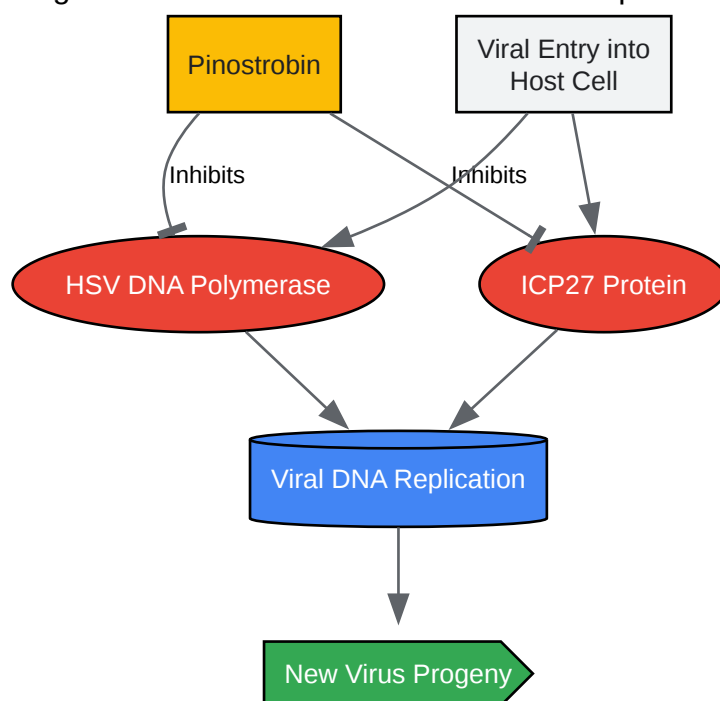 Pinostrobin
Viral Entry into
Host Cell
Inhibits
Inhibits
HSV DNA Polymerase
ICP27 Protein
Viral DNA Replication
New Virus Progeny